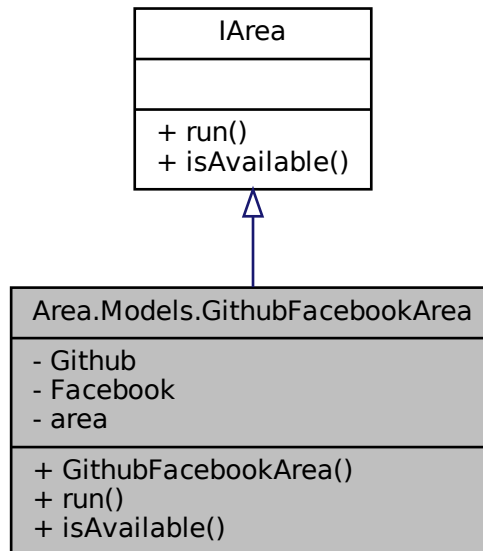 IArea
+ run()
+ isAvailable()
Area.Models.GithubFacebookArea
- Github
- Facebook
- area
+ GithubFacebookArea()
+ run()
+ isAvailable()